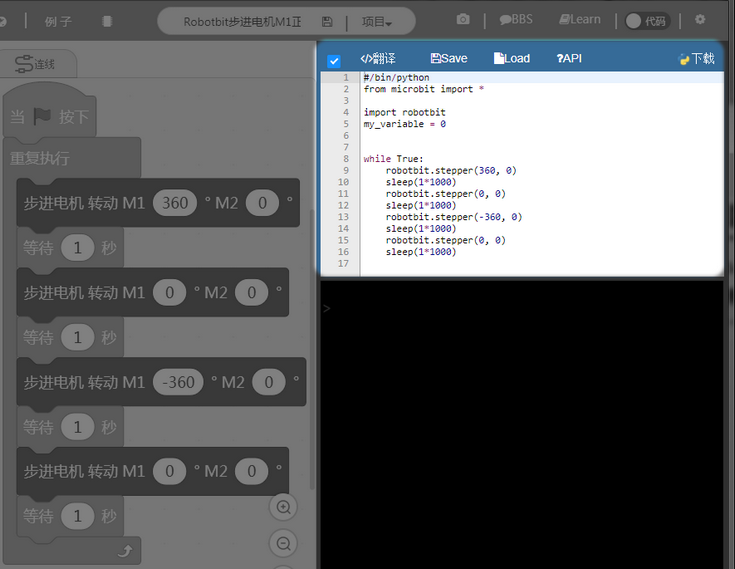 例子
Robotbit步进电机M1正
项目
BBS
Learn
代码
连线
当 按下
重复执行
步进电机 转动 M1 360 ° M2 0 °
等待 1 秒
步进电机 转动 M1 0 ° M2 0 °
等待 1 秒
步进电机 转动 M1 -360 ° M2 0 °
等待 1 秒
步进电机 转动 M1 0 ° M2 0 °
等待 1 秒
</>翻译 Save Load ?API 下载
1 #/bin/python
2 from microbit import *
3
4 import robotbit
5 my_variable = 0
6
7
8 while True:
9 robotbit.stepper(360, 0)
10 sleep(1*1000)
11 robotbit.stepper(0, 0)
12 sleep(1*1000)
13 robotbit.stepper(-360, 0)
14 sleep(1*1000)
15 robotbit.stepper(0, 0)
16 sleep(1*1000)
17
>